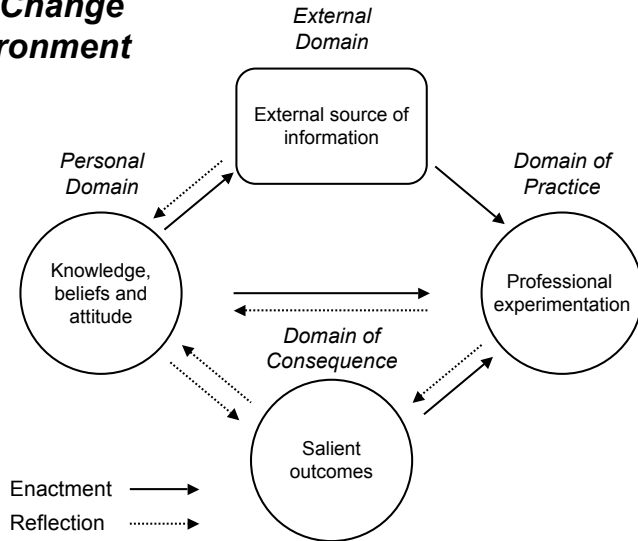 Change
ronment
External
Domain
External source of
information
Personal
Domain
Domain of
Practice
Knowledge,
beliefs and
attitude
Professional
experimentation
Domain of
Consequence
Salient
outcomes
Enactment
Reflection